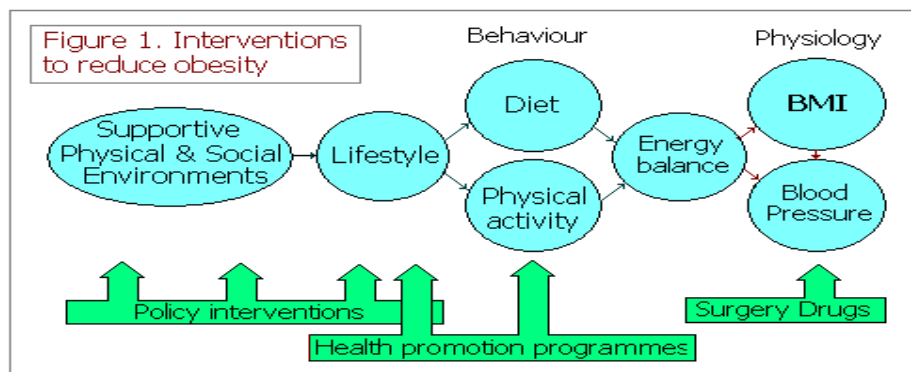 Figure 1. Interventions
to reduce obesity
Behaviour
Physiology
Supportive
Physical & Social
Environments
Lifestyle
Diet
Physical
activity
Energy
balance
BMI
Blood
Pressure
Policy interventions
Health promotion programmes
Surgery Drugs